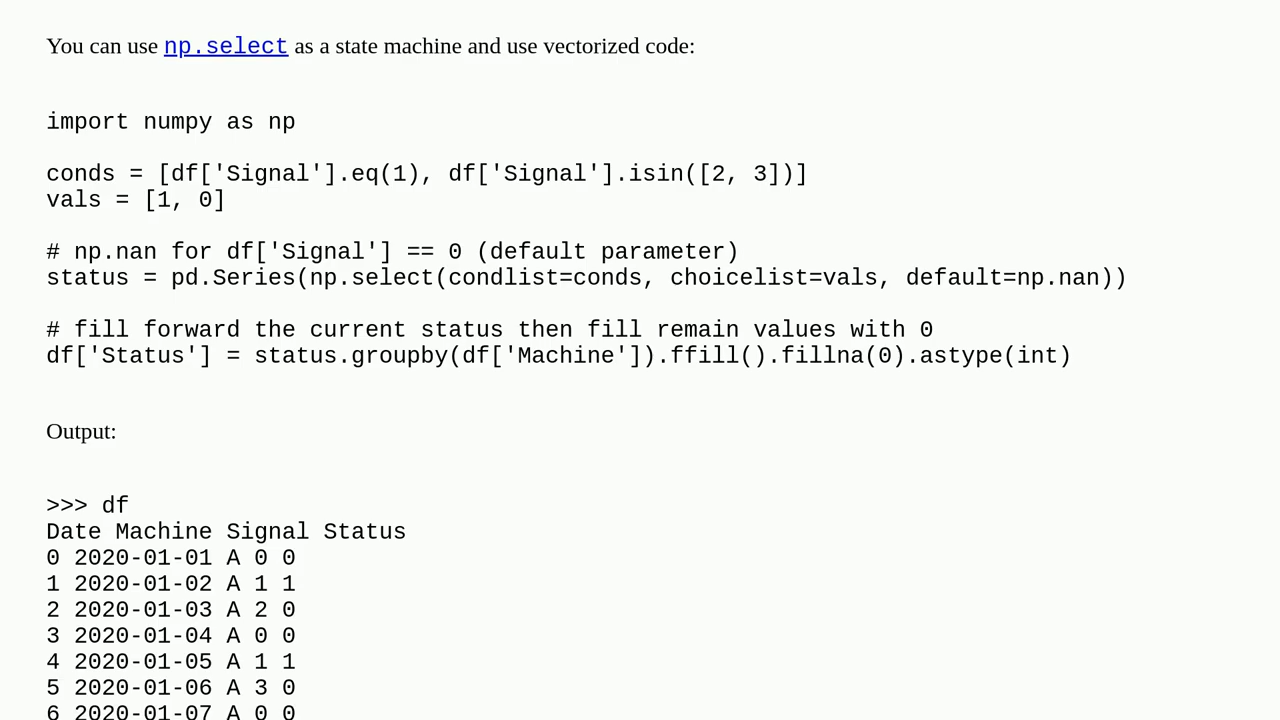 You can use np.select as a state machine and use vectorized code:
import numpy as np
conds = [df['Signal'].eq(1), df['Signal'].isin([2, 3])]
vals = [1, 0]
# np.nan for df['Signal'] == 0 (default parameter)
status = pd.Series(np.select(condlist=conds, choicelist=vals, default=np.nan))
# fill forward the current status then fill remain values with 0
df['Status'] = status.groupby(df['Machine']).ffill().fillna(0).astype(int)
Output:
>>> df
Date Machine Signal Status
0 2020-01-01 A 0 0
1 2020-01-02 A 1 1
2 2020-01-03 A 2 0
3 2020-01-04 A 0 0
4 2020-01-05 A 1 1
5 2020-01-06 A 3 0
6 2020-01-07 A 0 0